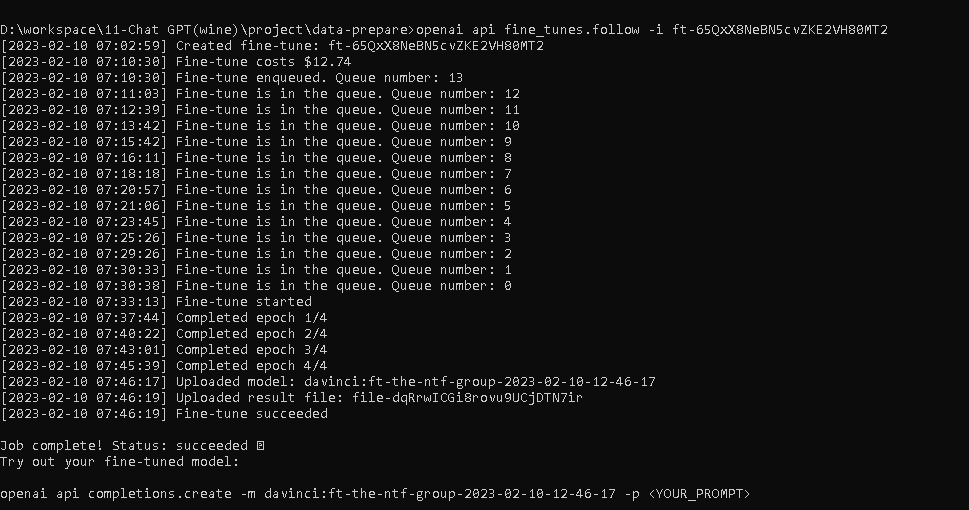 D:\workspace\11-Chat GPT(wine)\project\data-prepare>openai api fine_tunes.follow -i ft-65QxX8NeBN5cvZKE2VH80MT2
[2023-02-10 07:02:59] Created fine-tune: ft-65QxX8NeBN5cvZKE2VH80MT2
[2023-02-10 07:10:30] Fine-tune costs $12.74
[2023-02-10 07:10:30] Fine-tune enqueued. Queue number: 13
[2023-02-10 07:11:03] Fine-tune is in the queue. Queue number: 12
[2023-02-10 07:12:39] Fine-tune is in the queue. Queue number: 11
[2023-02-10 07:13:42] Fine-tune is in the queue. Queue number: 10
[2023-02-10 07:15:42] Fine-tune is in the queue. Queue number: 9
[2023-02-10 07:16:11] Fine-tune is in the queue. Queue number: 8
[2023-02-10 07:18:18] Fine-tune is in the queue. Queue number: 7
[2023-02-10 07:20:57] Fine-tune is in the queue. Queue number: 6
[2023-02-10 07:21:06] Fine-tune is in the queue. Queue number: 5
[2023-02-10 07:23:45] Fine-tune is in the queue. Queue number: 4
[2023-02-10 07:25:26] Fine-tune is in the queue. Queue number: 3
[2023-02-10 07:29:26] Fine-tune is in the queue. Queue number: 2
[2023-02-10 07:30:33] Fine-tune is in the queue. Queue number: 1
[2023-02-10 07:30:38] Fine-tune is in the queue. Queue number: 0
[2023-02-10 07:33:13] Fine-tune started
[2023-02-10 07:37:44] Completed epoch 1/4
[2023-02-10 07:40:22] Completed epoch 2/4
[2023-02-10 07:43:01] Completed epoch 3/4
[2023-02-10 07:45:39] Completed epoch 4/4
[2023-02-10 07:46:17] Uploaded model: davinci:ft-the-ntf-group-2023-02-10-12-46-17
[2023-02-10 07:46:19] Uploaded result file: file-dqRrwICGi8rovu9UCjDTN7ir
[2023-02-10 07:46:19] Fine-tune succeeded
Job complete! Status: succeeded
Try out your fine-tuned model:
openai api completions.create -m davinci:ft-the-ntf-group-2023-02-10-12-46-17 -p <YOUR_PROMPT>